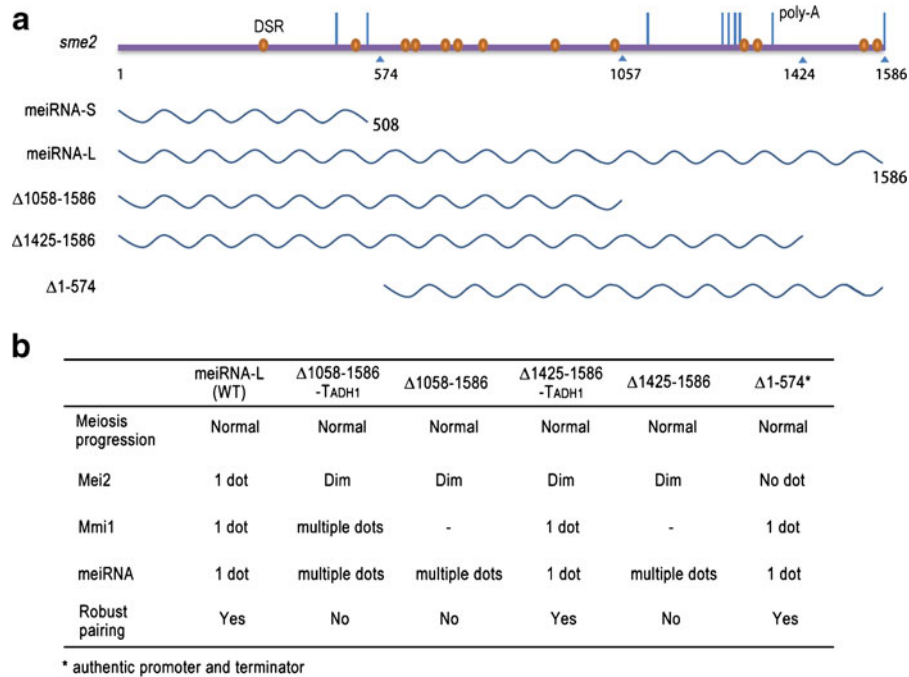 a
DSR
poly-A
sme2
1
574
1057
1424
1586
meiRNA-S
508
meiRNA-L
1586
Δ1058-1586
Δ1425-1586
Δ1-574
b
meiRNA-L (WT) Δ1058-1586 -TADH1 Δ1058-1586 Δ1425-1586 -TADH1 Δ1425-1586 Δ1-574*
Meiosis progression Normal Normal Normal Normal Normal Normal
Mei2 1 dot Dim Dim Dim Dim No dot
Mmi1 1 dot multiple dots - 1 dot - 1 dot
meiRNA 1 dot multiple dots multiple dots 1 dot multiple dots 1 dot
Robust pairing Yes No No Yes No Yes
* authentic promoter and terminator